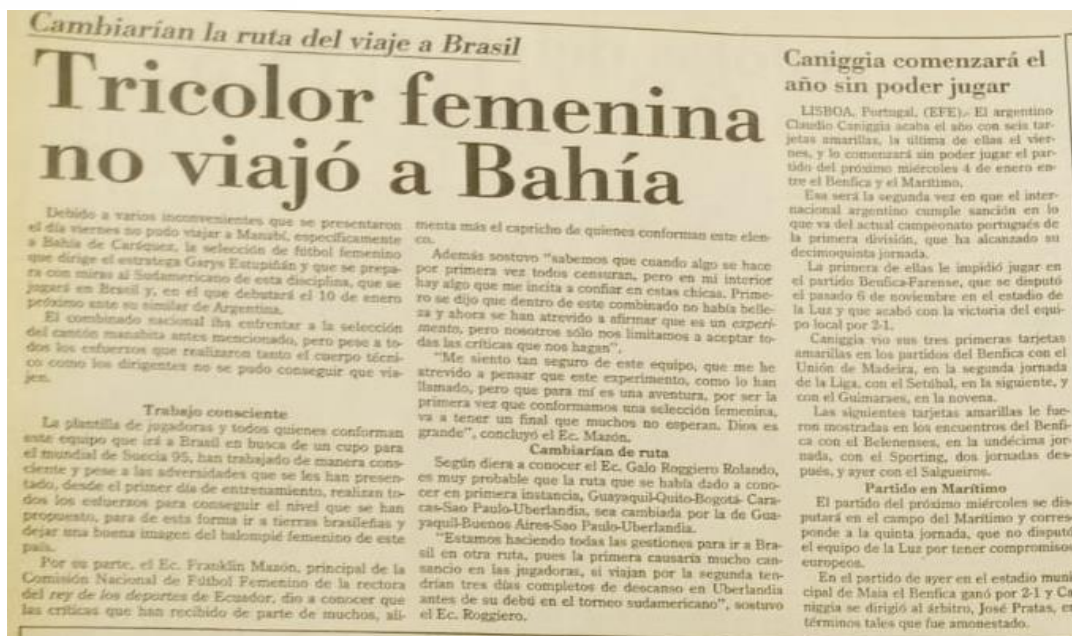 Cambiarían la ruta del viaje a Brasil
Tricolor femenina
no viajó a Bahía
Debido a varios inconvenientes que se presentaron
el día viernes no pudo viajar a Manabí, específicamente
a Bahía de Caráquez, la selección de fútbol femenino
que dirige el estratega Garys Estupiñán y que se prepa-
ra con miras al Sudamericano de esta disciplina, que se
jugará en Brasil y, en el que debutará el 10 de enero
próximo ante su similar de Argentina.
El combinado nacional iba enfrentar a la selección
del cantón manabita antes mencionado, pero pese a to-
dos los esfuerzos que realizaron tanto el cuerpo técni-
co como los dirigentes no se pudo conseguir que via-
jen.
Trabajo consciente
La plantilla de jugadoras y todos quienes conforman
este equipo que irá a Brasil en busca de un cupo para
el mundial de Suecia 95, han trabajado de manera cons-
ciente y pese a las adversidades que se les han presen-
tado, desde el primer día de entrenamiento, realizan to-
dos los esfuerzos para conseguir el nivel que se han
propuesto, para de esta forma ir a tierras brasileñas y
dejar una buena imagen del balompié femenino de este
país.
Por su parte, el Ec. Franklin Mazón, principal de la
Comisión Nacional de Fútbol Femenino de la rectora
del rey de los deportes de Ecuador, dio a conocer que
las críticas que han recibido de parte de muchos, ali-
menta más el capricho de quienes conforman este elen-
co.
Además sostuvo "sabemos que cuando algo se hace
por primera vez todos censuran, pero en mi interior
hay algo que me incita a confiar en estas chicas. Prime-
ro se dijo que dentro de este combinado no había belle-
za y ahora se han atrevido a afirmar que es un experi-
mento, pero nosotros sólo nos limitamos a aceptar to-
das las críticas que nos hagan",
"Me siento tan seguro de este equipo, que me he
atrevido a pensar que este experimento, como lo han
llamado, pero que para mí es una aventura, por ser la
primera vez que conformamos una selección femenina,
va a tener un final que muchos no esperan. Dios es
grande", concluyó el Ec. Mazón.
Cambiarían de ruta
Según diera a conocer el Ec. Galo Roggiero Rolando,
es muy probable que la ruta que se había dado a cono-
cer en primera instancia, Guayaquil-Quito-Bogotá- Cara-
cas-Sao Paulo-Uberlandia, sea cambiada por la de Gua-
yaquil-Buenos Aires-Sao Paulo-Uberlandia.
"Estamos haciendo todas las gestiones para ir a Bra-
sil en otra ruta, pues la primera causaría mucho can-
sancio en las jugadoras, si viajan por la segunda ten-
drían tres días completos de descanso en Uberlandia
antes de su debú en el torneo sudamericano", sostuvo
el Ec. Roggiero.
Caniggia comenzará el
año sin poder jugar
LISBOA, Portugal, (EFE).- El argentino
Claudio Caniggia acaba el año con seis tar-
jetas amarillas, la última de ellas el vier-
nes, y lo comenzará sin poder jugar el par-
tido del próximo miércoles 4 de enero en-
tre el Benfica y el Marítimo.
Esa será la segunda vez en que el inter-
nacional argentino cumple sanción en lo
que va del actual campeonato portugués de
la primera división, que ha alcanzado su
decimoquinta jornada.
La primera de ellas le impidió jugar en
el partido Benfica-Farense, que se disputó
el pasado 6 de noviembre en el estadio de
la Luz y que acabó con la victoria del equi-
po local por 2-1.
Caniggia vio sus tres primeras tarjetas
amarillas en los partidos del Benfica con el
Unión de Madeira, en la segunda jornada
de la Liga, con el Setúbal, en la siguiente, y
con el Guimaraes, en la novena.
Las siguientes tarjetas amarillas le fue-
ron mostradas en los encuentros del Benfi-
ca con el Belenenses, en la undécima jor-
nada, con el Sporting, dos jornadas des-
pués, y ayer con el Salgueiros.
Partido en Marítimo
El partido del próximo miércoles se dis-
putará en el campo del Marítimo y corres-
ponde a la quinta jornada, que no disputó
el equipo de la Luz por tener compromisos
europeos.
En el partido de ayer en el estadio muni
cipal de Maia el Benfica ganó por 2-1 y Ca
niggia se dirigió al árbitro, José Pratas, en
términos tales que fue amonestado.